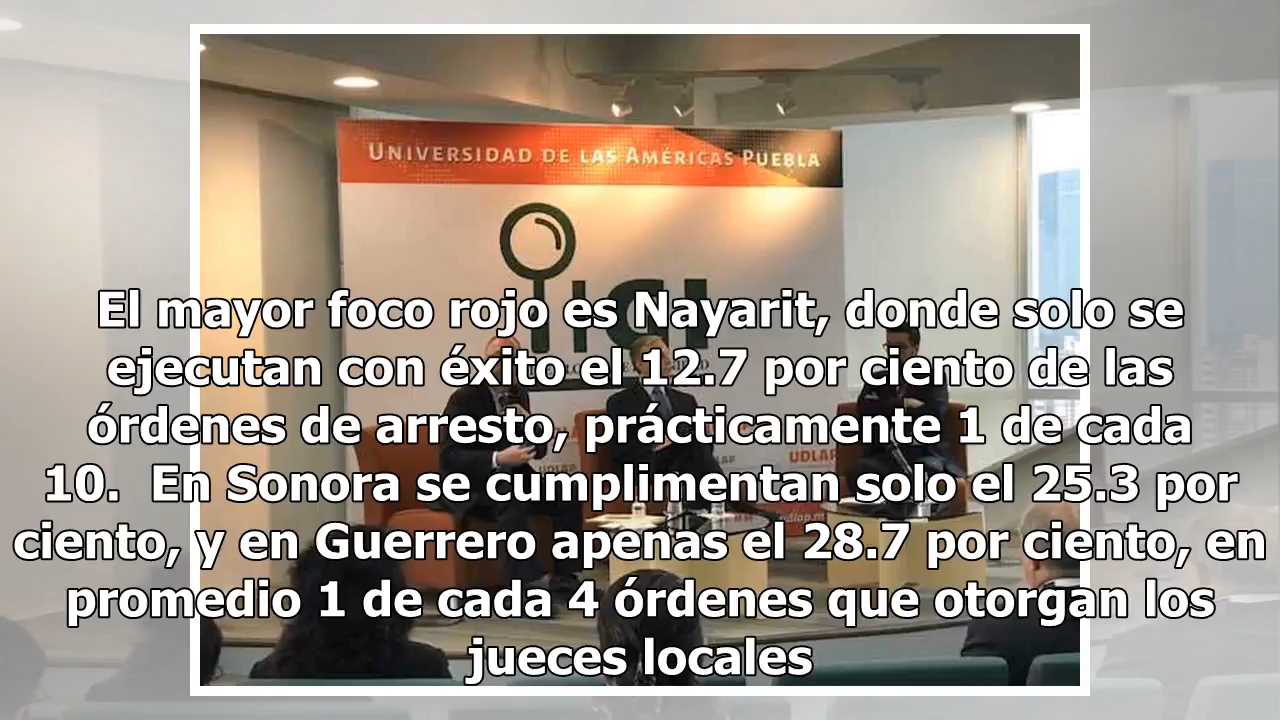 UNIVERSIDAD DE LAS AMÉRICAS PUEBLA
El mayor foco rojo es Nayarit, donde solo se
ejecutan con éxito el 12.7 por ciento de las
órdenes de arresto, prácticamente 1 de cada
10. En Sonora se cumplimentan solo el 25.3 por
ciento, y en Guerrero apenas el 28.7 por ciento, en
promedio 1 de cada 4 órdenes que otorgan los
jueces locales
UDLAP
UDLAP